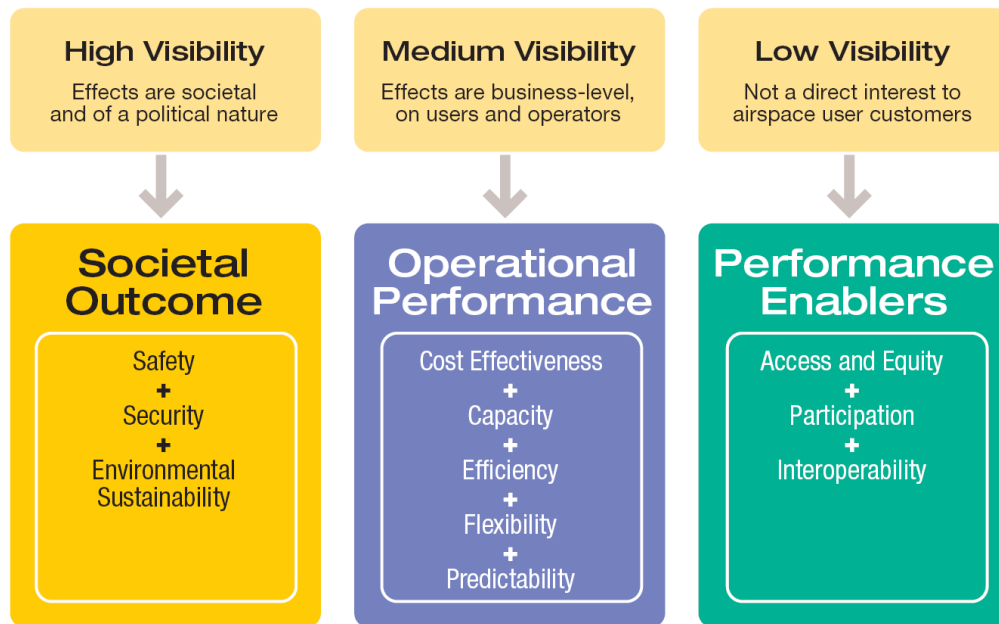 High Visibility
Effects are societal
and of a political nature
Medium Visibility
Effects are business-level,
on users and operators
Low Visibility
Not a direct interest to
airspace user customers
Societal
Outcome
Safety
+
Security
+
Environmental
Sustainability
Operational
Performance
Cost Effectiveness
+
Capacity
+
Efficiency
+
Flexibility
+
Predictability
Performance
Enablers
Access and Equity
+
Participation
+
Interoperability